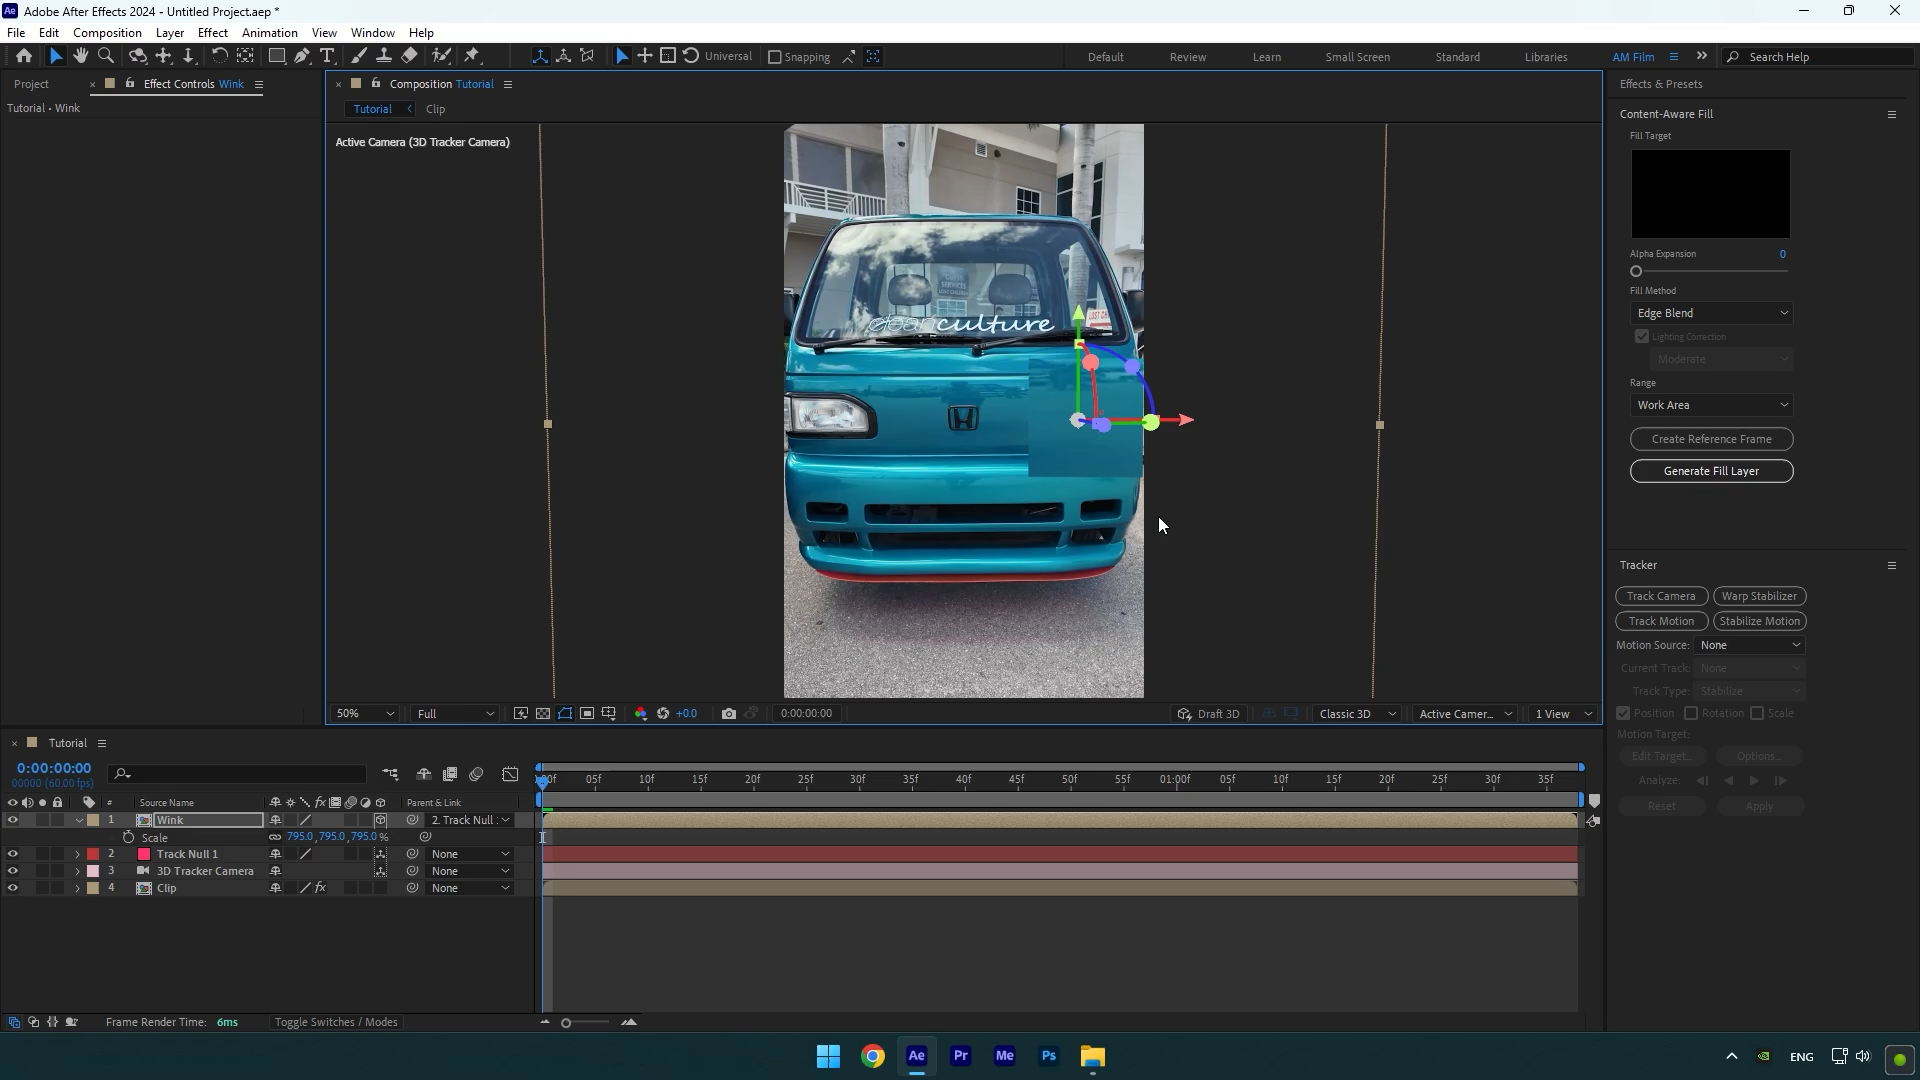 Adobe After Effects 2024 - Untitled Project.aep *
File Edit Composition Layer Effect Animation View Window Help
Universal Snapping Default Review Learn Small Screen Standard Libraries AM Film Search Help
Project Effect Controls Wink
Tutorial • Wink
Composition Tutorial
Tutorial Clip
Active Camera (3D Tracker Camera)
cleanculture
50% Full +0.0 0:00:00:00 Draft 3D Classic 3D Active Camer... 1 View
Effects & Presets
Content-Aware Fill
Fill Target
Alpha Expansion 0
Fill Method
Edge Blend
Lighting Correction
Moderate
Range
Work Area
Create Reference Frame
Generate Fill Layer
Tracker
Track Camera Warp Stabilizer
Track Motion Stabilize Motion
Motion Source: None
Current Track: None
Track Type: Stabilize
Position Rotation Scale
Motion Target:
Edit Target... Options...
Analyze:
Reset Apply
Tutorial
0:00:00:00
00000 (60.00 fps)
:00f 05f 10f 15f 20f 25f 30f 35f 40f 45f 50f 55f 01:00f 05f 10f 15f 20f 25f 30f 35f
# Source Name fx Parent & Link
1 Wink 2. Track Null :
Scale 795.0, 795.0, 795.0 %
2 Track Null 1 None
3 3D Tracker Camera None
4 Clip fx None
Frame Render Time: 6ms Toggle Switches / Modes
Ae Pr Me Ps ENG